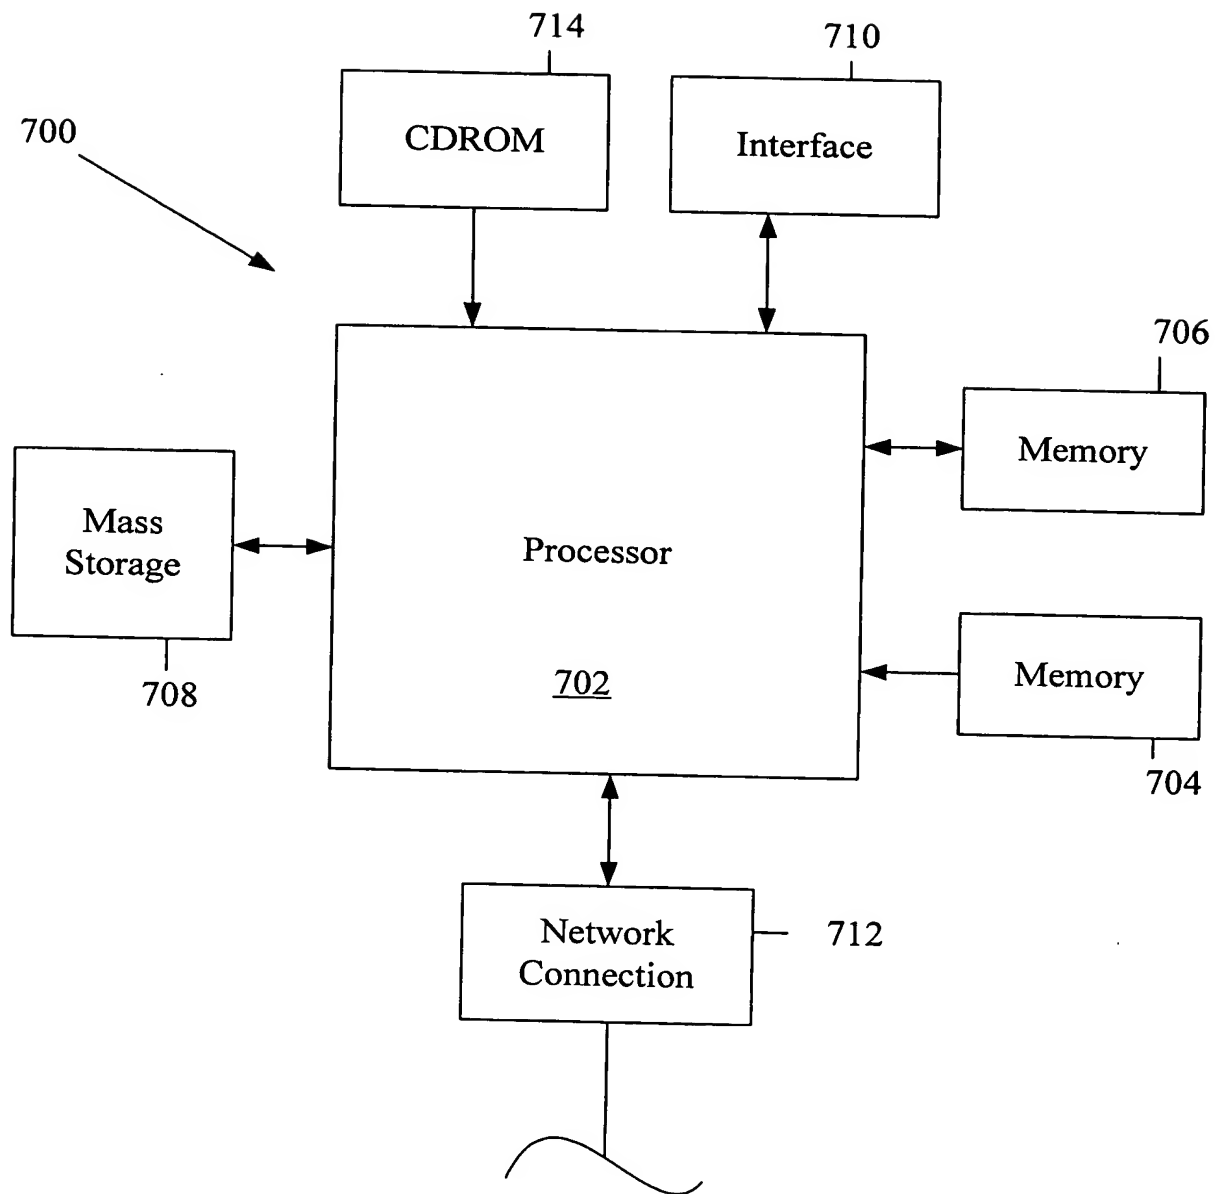 714
710
700
CDROM
Interface
706
Memory
Mass
Storage
Processor
708
702
Memory
704
Network
Connection
712